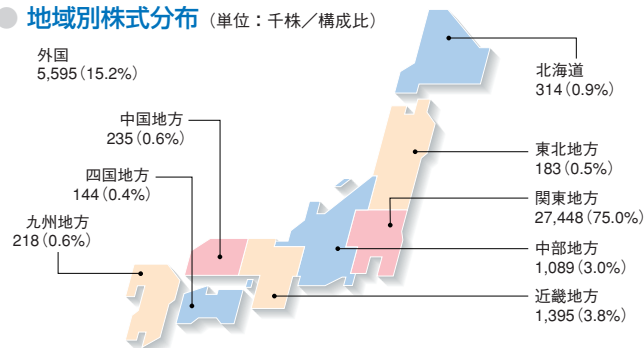 地域別株式分布（単位：千株／構成比）
外国
5,595（15.2%）
北海道
314（0.9%）
中国地方
235（0.6%）
東北地方
183（0.5%）
四国地方
144（0.4%）
関東地方
27,448（75.0%）
九州地方
218（0.6%）
中部地方
1,089（3.0%）
近畿地方
1,395（3.8%）